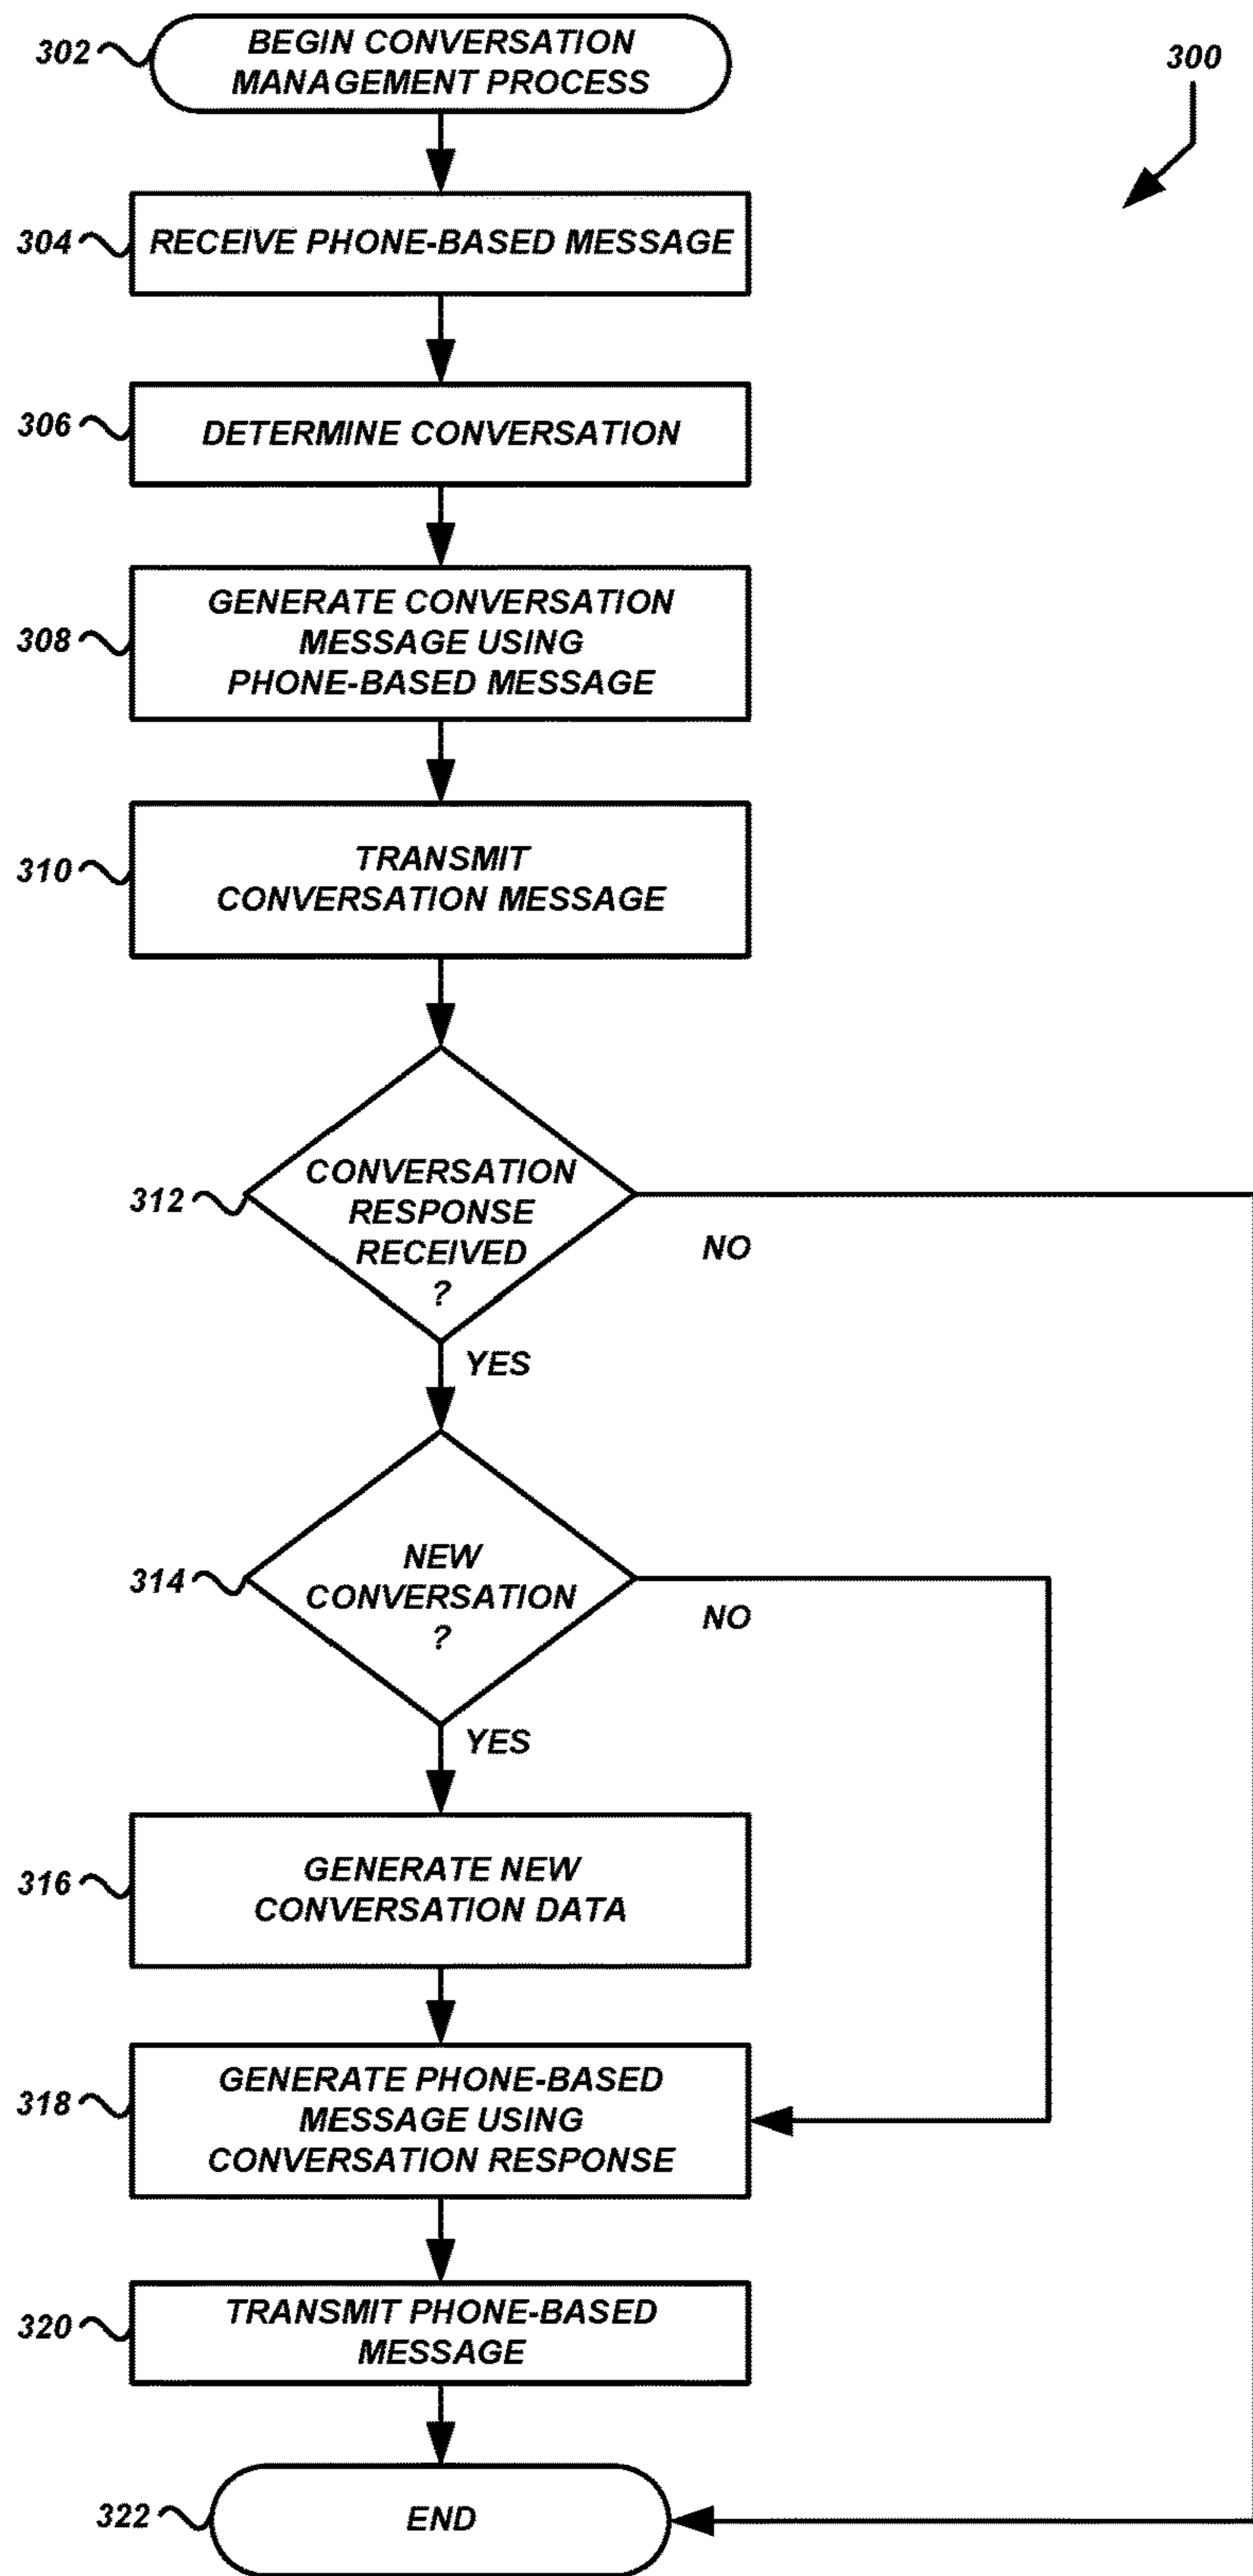 302
BEGIN CONVERSATION
MANAGEMENT PROCESS
300
304
RECEIVE PHONE-BASED MESSAGE
306
DETERMINE CONVERSATION
308
GENERATE CONVERSATION
MESSAGE USING
PHONE-BASED MESSAGE
310
TRANSMIT
CONVERSATION MESSAGE
312
CONVERSATION
RESPONSE
RECEIVED
?
NO
YES
314
NEW
CONVERSATION
?
NO
YES
316
GENERATE NEW
CONVERSATION DATA
318
GENERATE PHONE-BASED
MESSAGE USING
CONVERSATION RESPONSE
320
TRANSMIT PHONE-BASED
MESSAGE
322
END